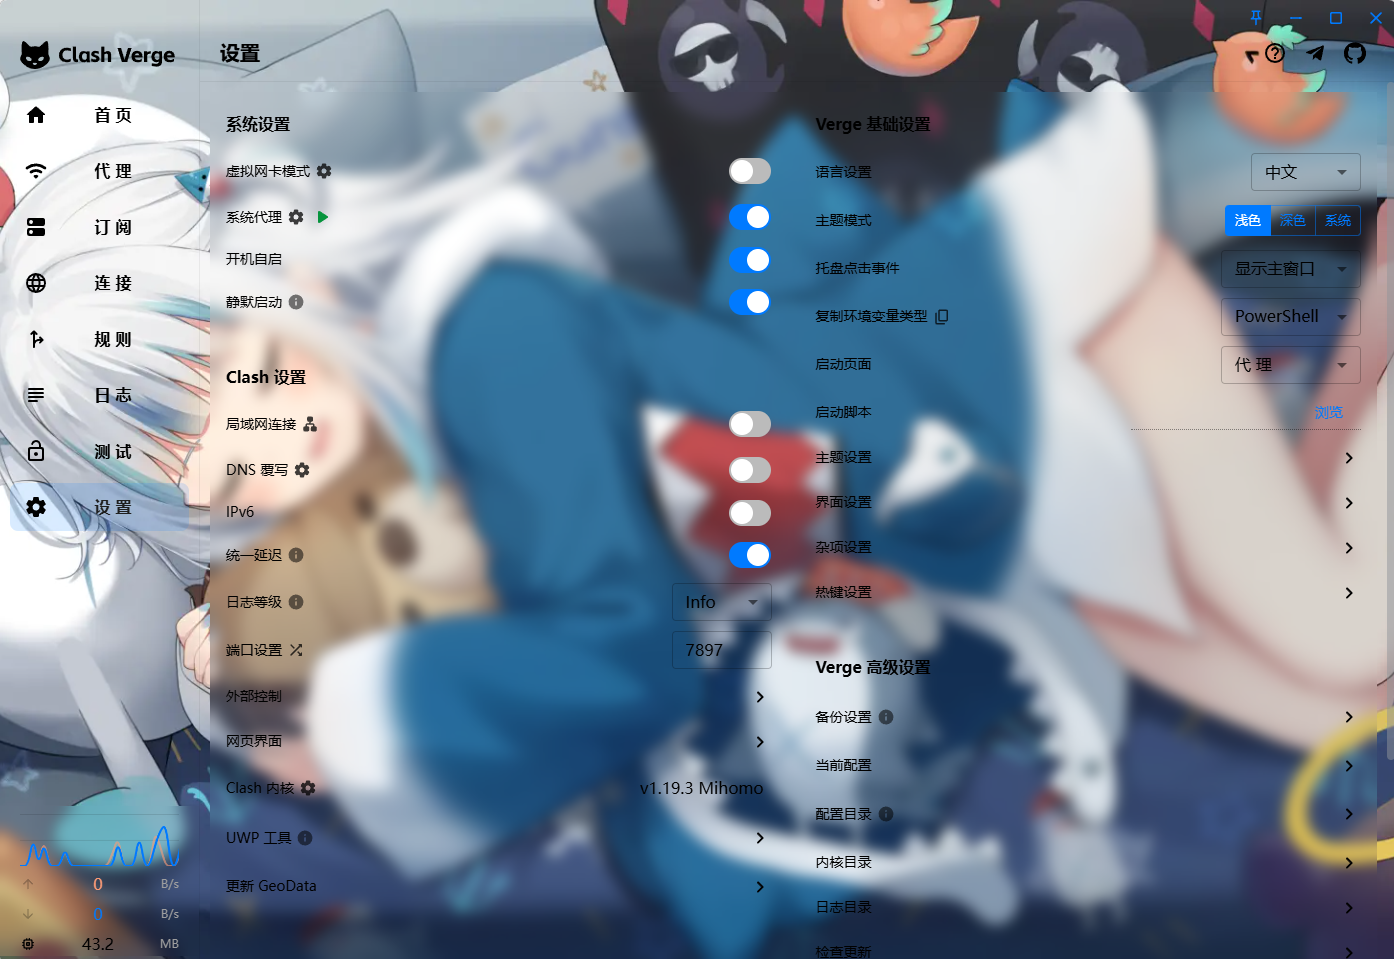 Clash Verge
设置
首 页
代 理
订 阅
连 接
规 则
日 志
测 试
设 置
0 B/s
0 B/s
43.2 MB
系统设置
虚拟网卡模式
系统代理
开机自启
静默启动
Clash 设置
局域网连接
DNS 覆写
IPv6
统一延迟
日志等级 Info
端口设置 7897
外部控制
网页界面
Clash 内核 v1.19.3 Mihomo
UWP 工具
更新 GeoData
Verge 基础设置
语言设置 中文
主题模式 浅色 深色 系统
托盘点击事件 显示主窗口
复制环境变量类型 PowerShell
启动页面 代 理
启动脚本 浏览
主题设置
界面设置
杂项设置
热键设置
Verge 高级设置
备份设置
当前配置
配置目录
内核目录
日志目录
检查更新